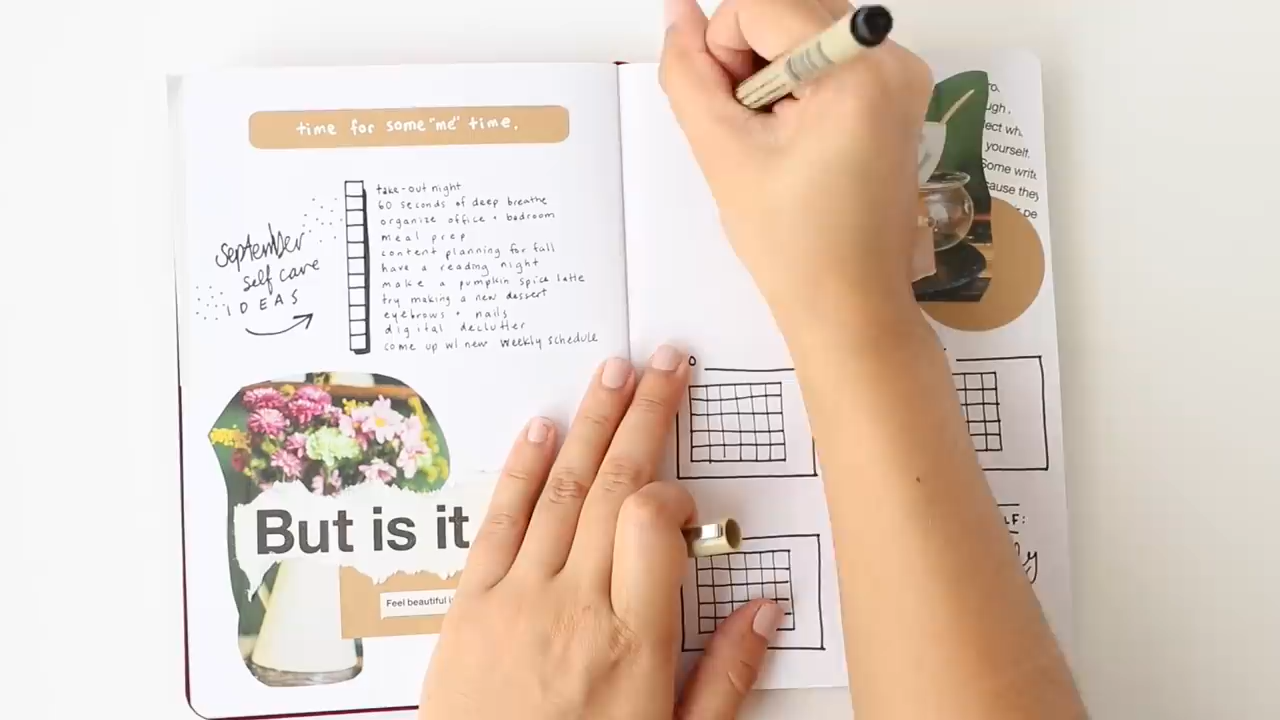 time for some "me" time.
take-out night
60 seconds of deep breathe
organize office + bedroom
meal prep
content planning for fall
have a reading night
make a pumpkin spice latte
try making a new dessert
eyebrows + nails
digital declutter
come up w/ new weekly schedule
September
self care
IDEAS
But is it
Feel beautiful
yourself.
Some